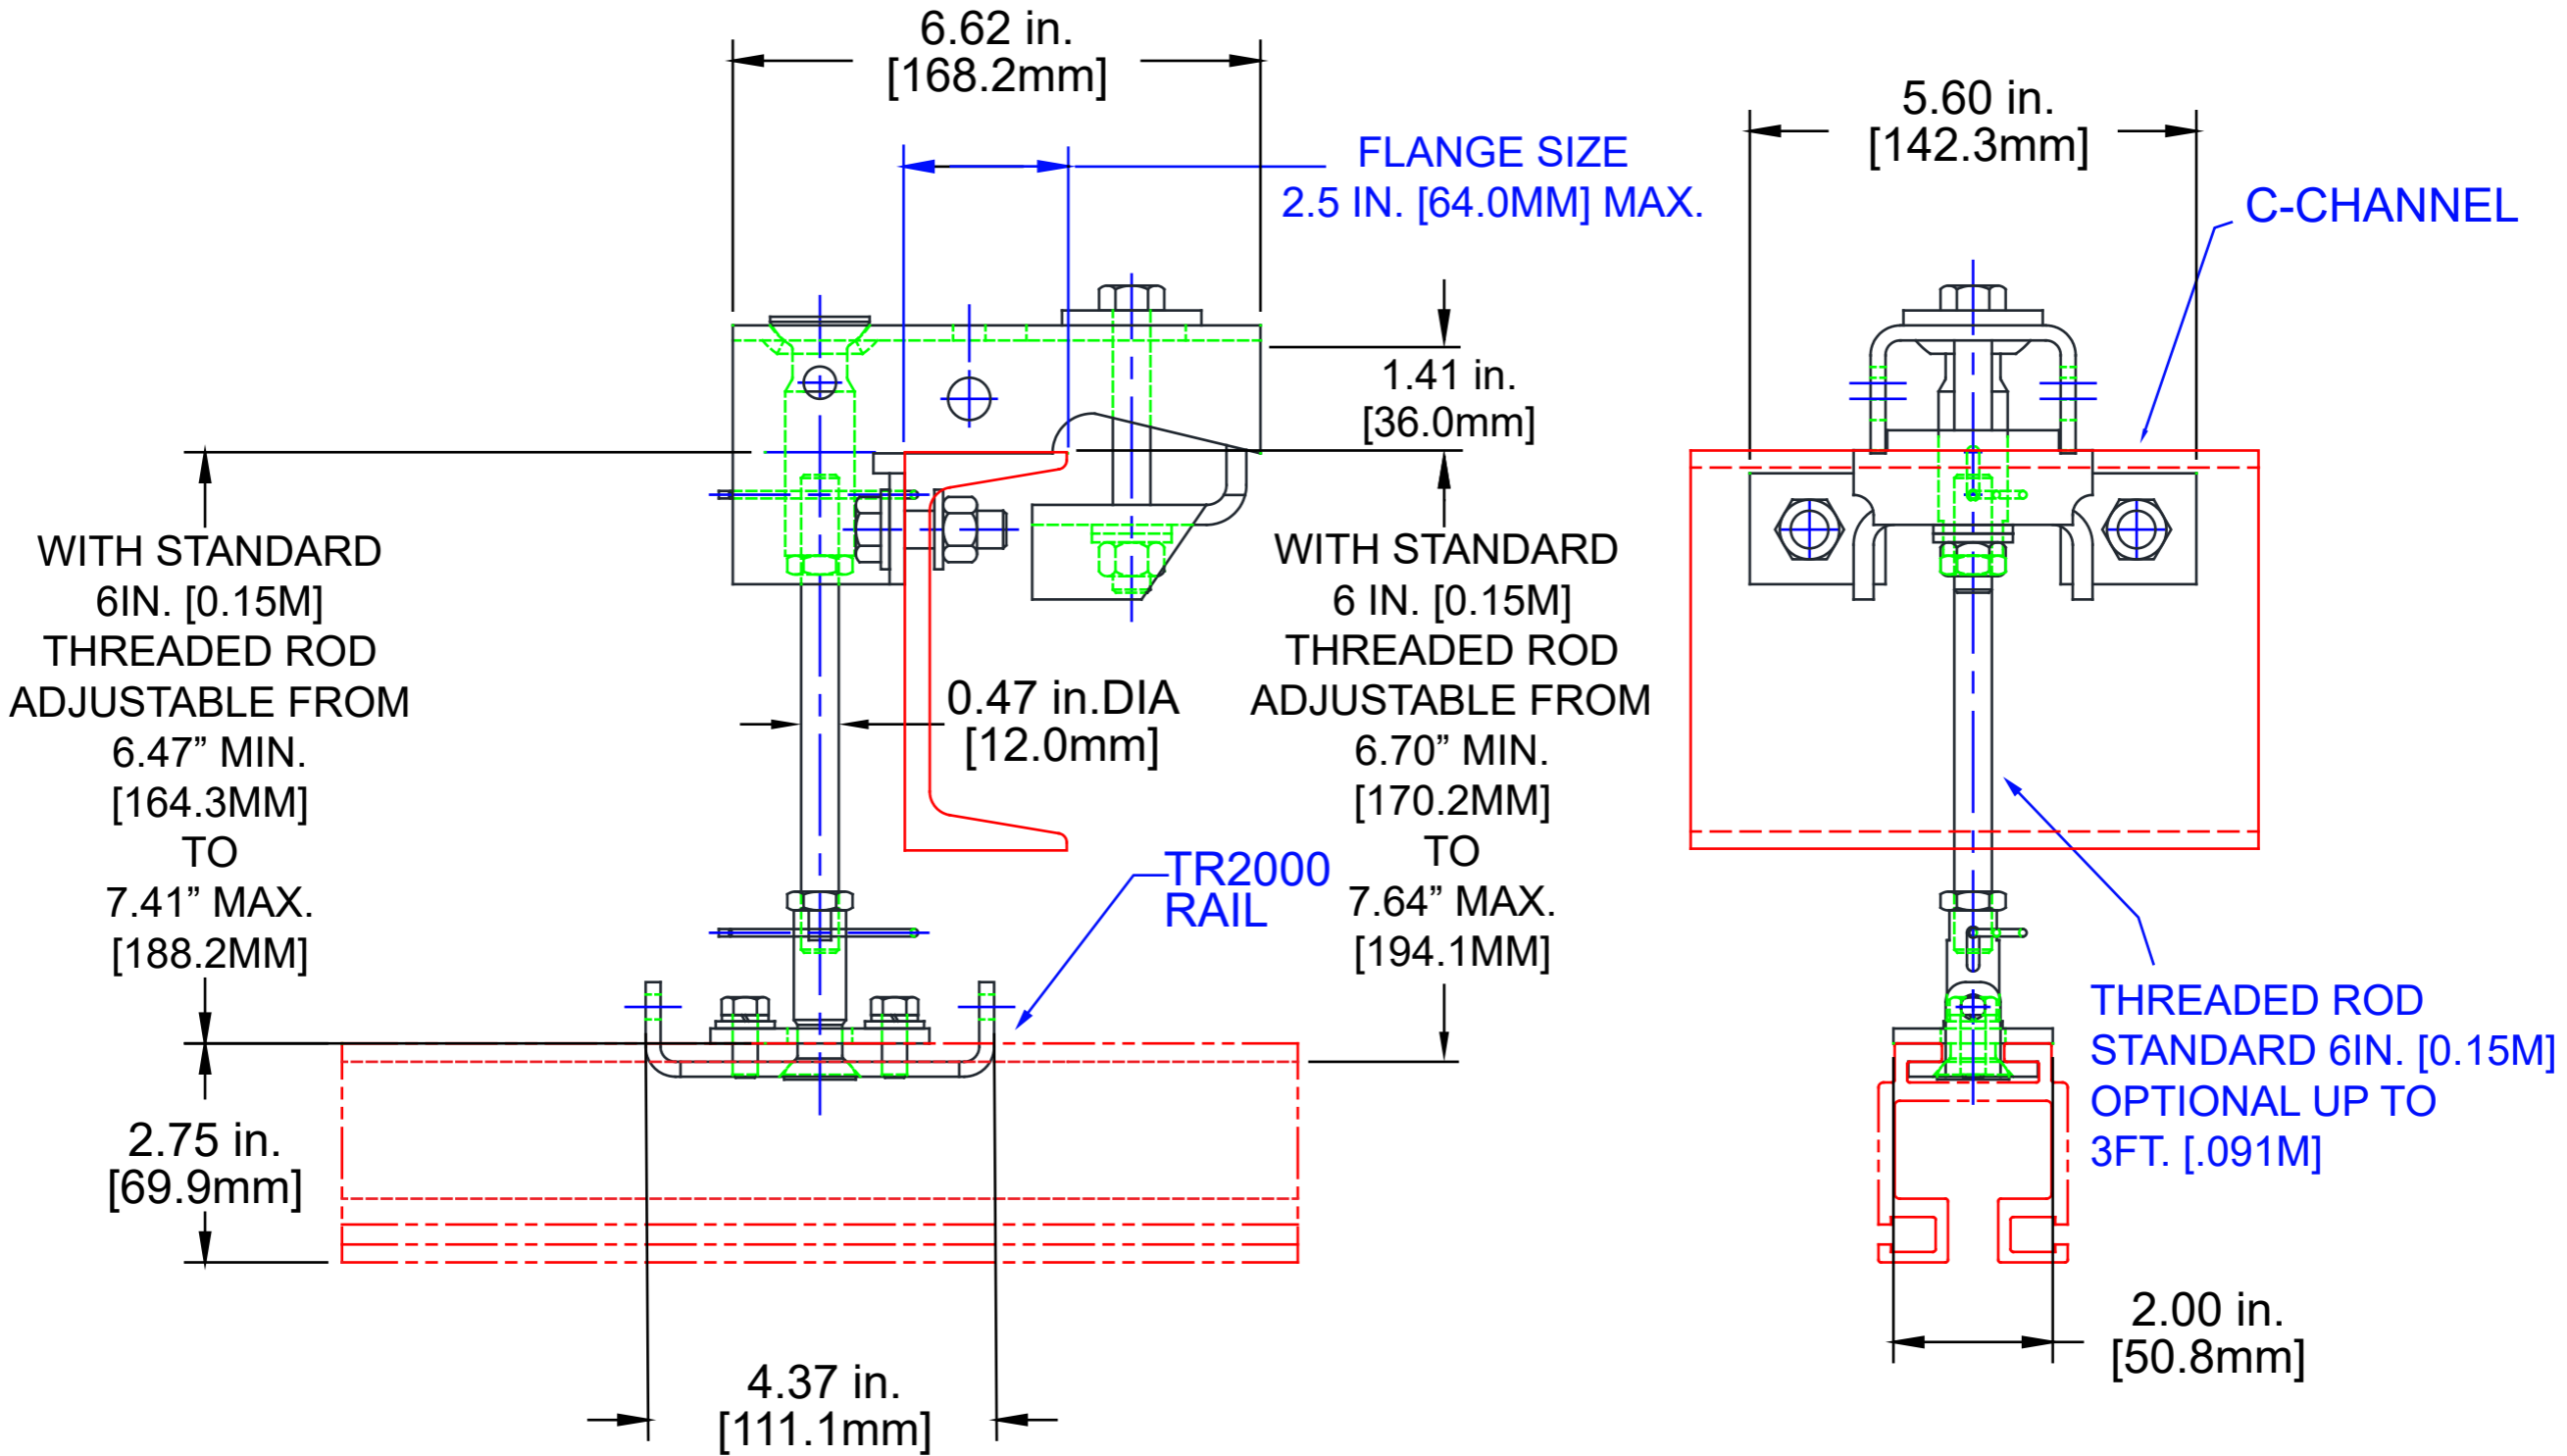 6.62 in.
[168.2mm]
5.60 in.
[142.3mm]
FLANGE SIZE
2.5 IN. [64.0MM] MAX.
C-CHANNEL
1.41 in.
[36.0mm]
WITH STANDARD
6IN. [0.15M]
THREADED ROD
ADJUSTABLE FROM
6.47” MIN.
[164.3MM]
TO
7.41” MAX.
[188.2MM]
0.47 in.DIA
[12.0mm]
WITH STANDARD
6 IN. [0.15M]
THREADED ROD
ADJUSTABLE FROM
6.70” MIN.
[170.2MM]
TO
7.64” MAX.
[194.1MM]
TR2000
RAIL
THREADED ROD
STANDARD 6IN. [0.15M]
OPTIONAL UP TO
3FT. [.091M]
2.75 in.
[69.9mm]
2.00 in.
[50.8mm]
4.37 in.
[111.1mm]